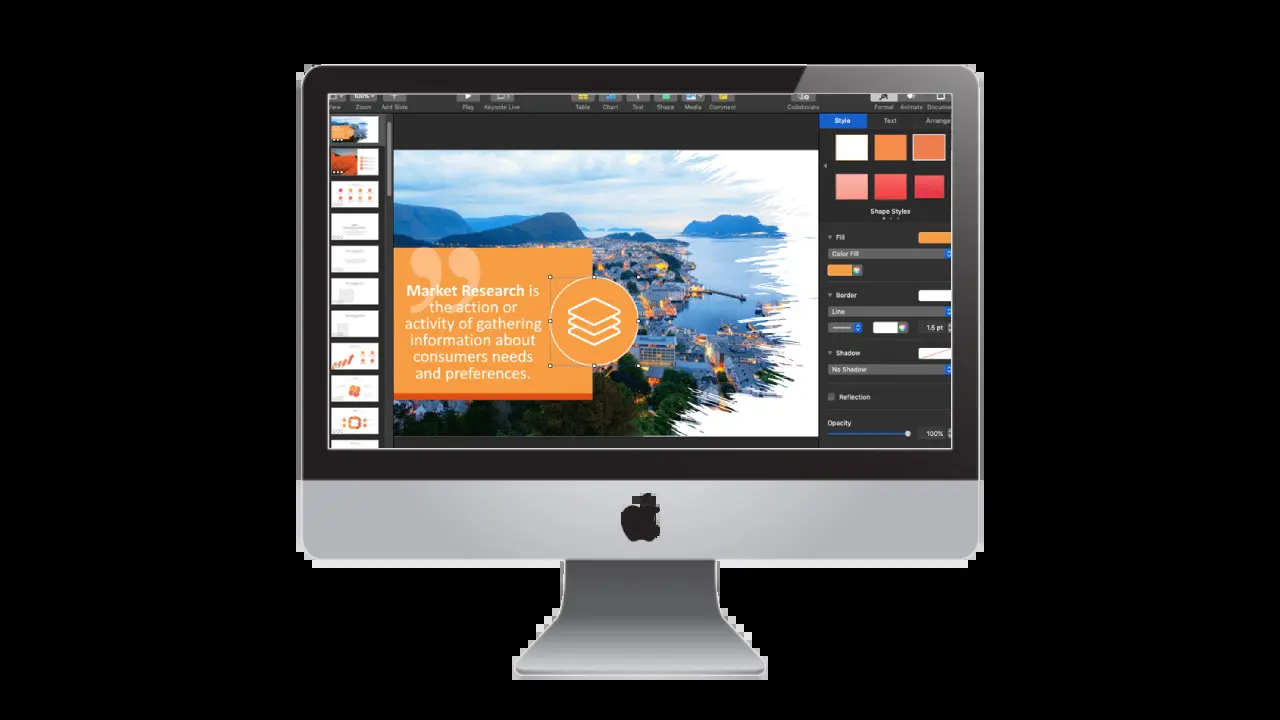 View Zoom Add Slide Play Keynote Live Table Chart Text Shape Media Comment Collaborate Format Animate Documen
100%
Style Text Arrange
Shape Styles
Fill
Color Fill
Border
Line
1.5 pt
Shadow
No Shadow
Reflection
Opacity
100%
Market Research is
the action or
activity of gathering
information about
consumers needs
and preferences.